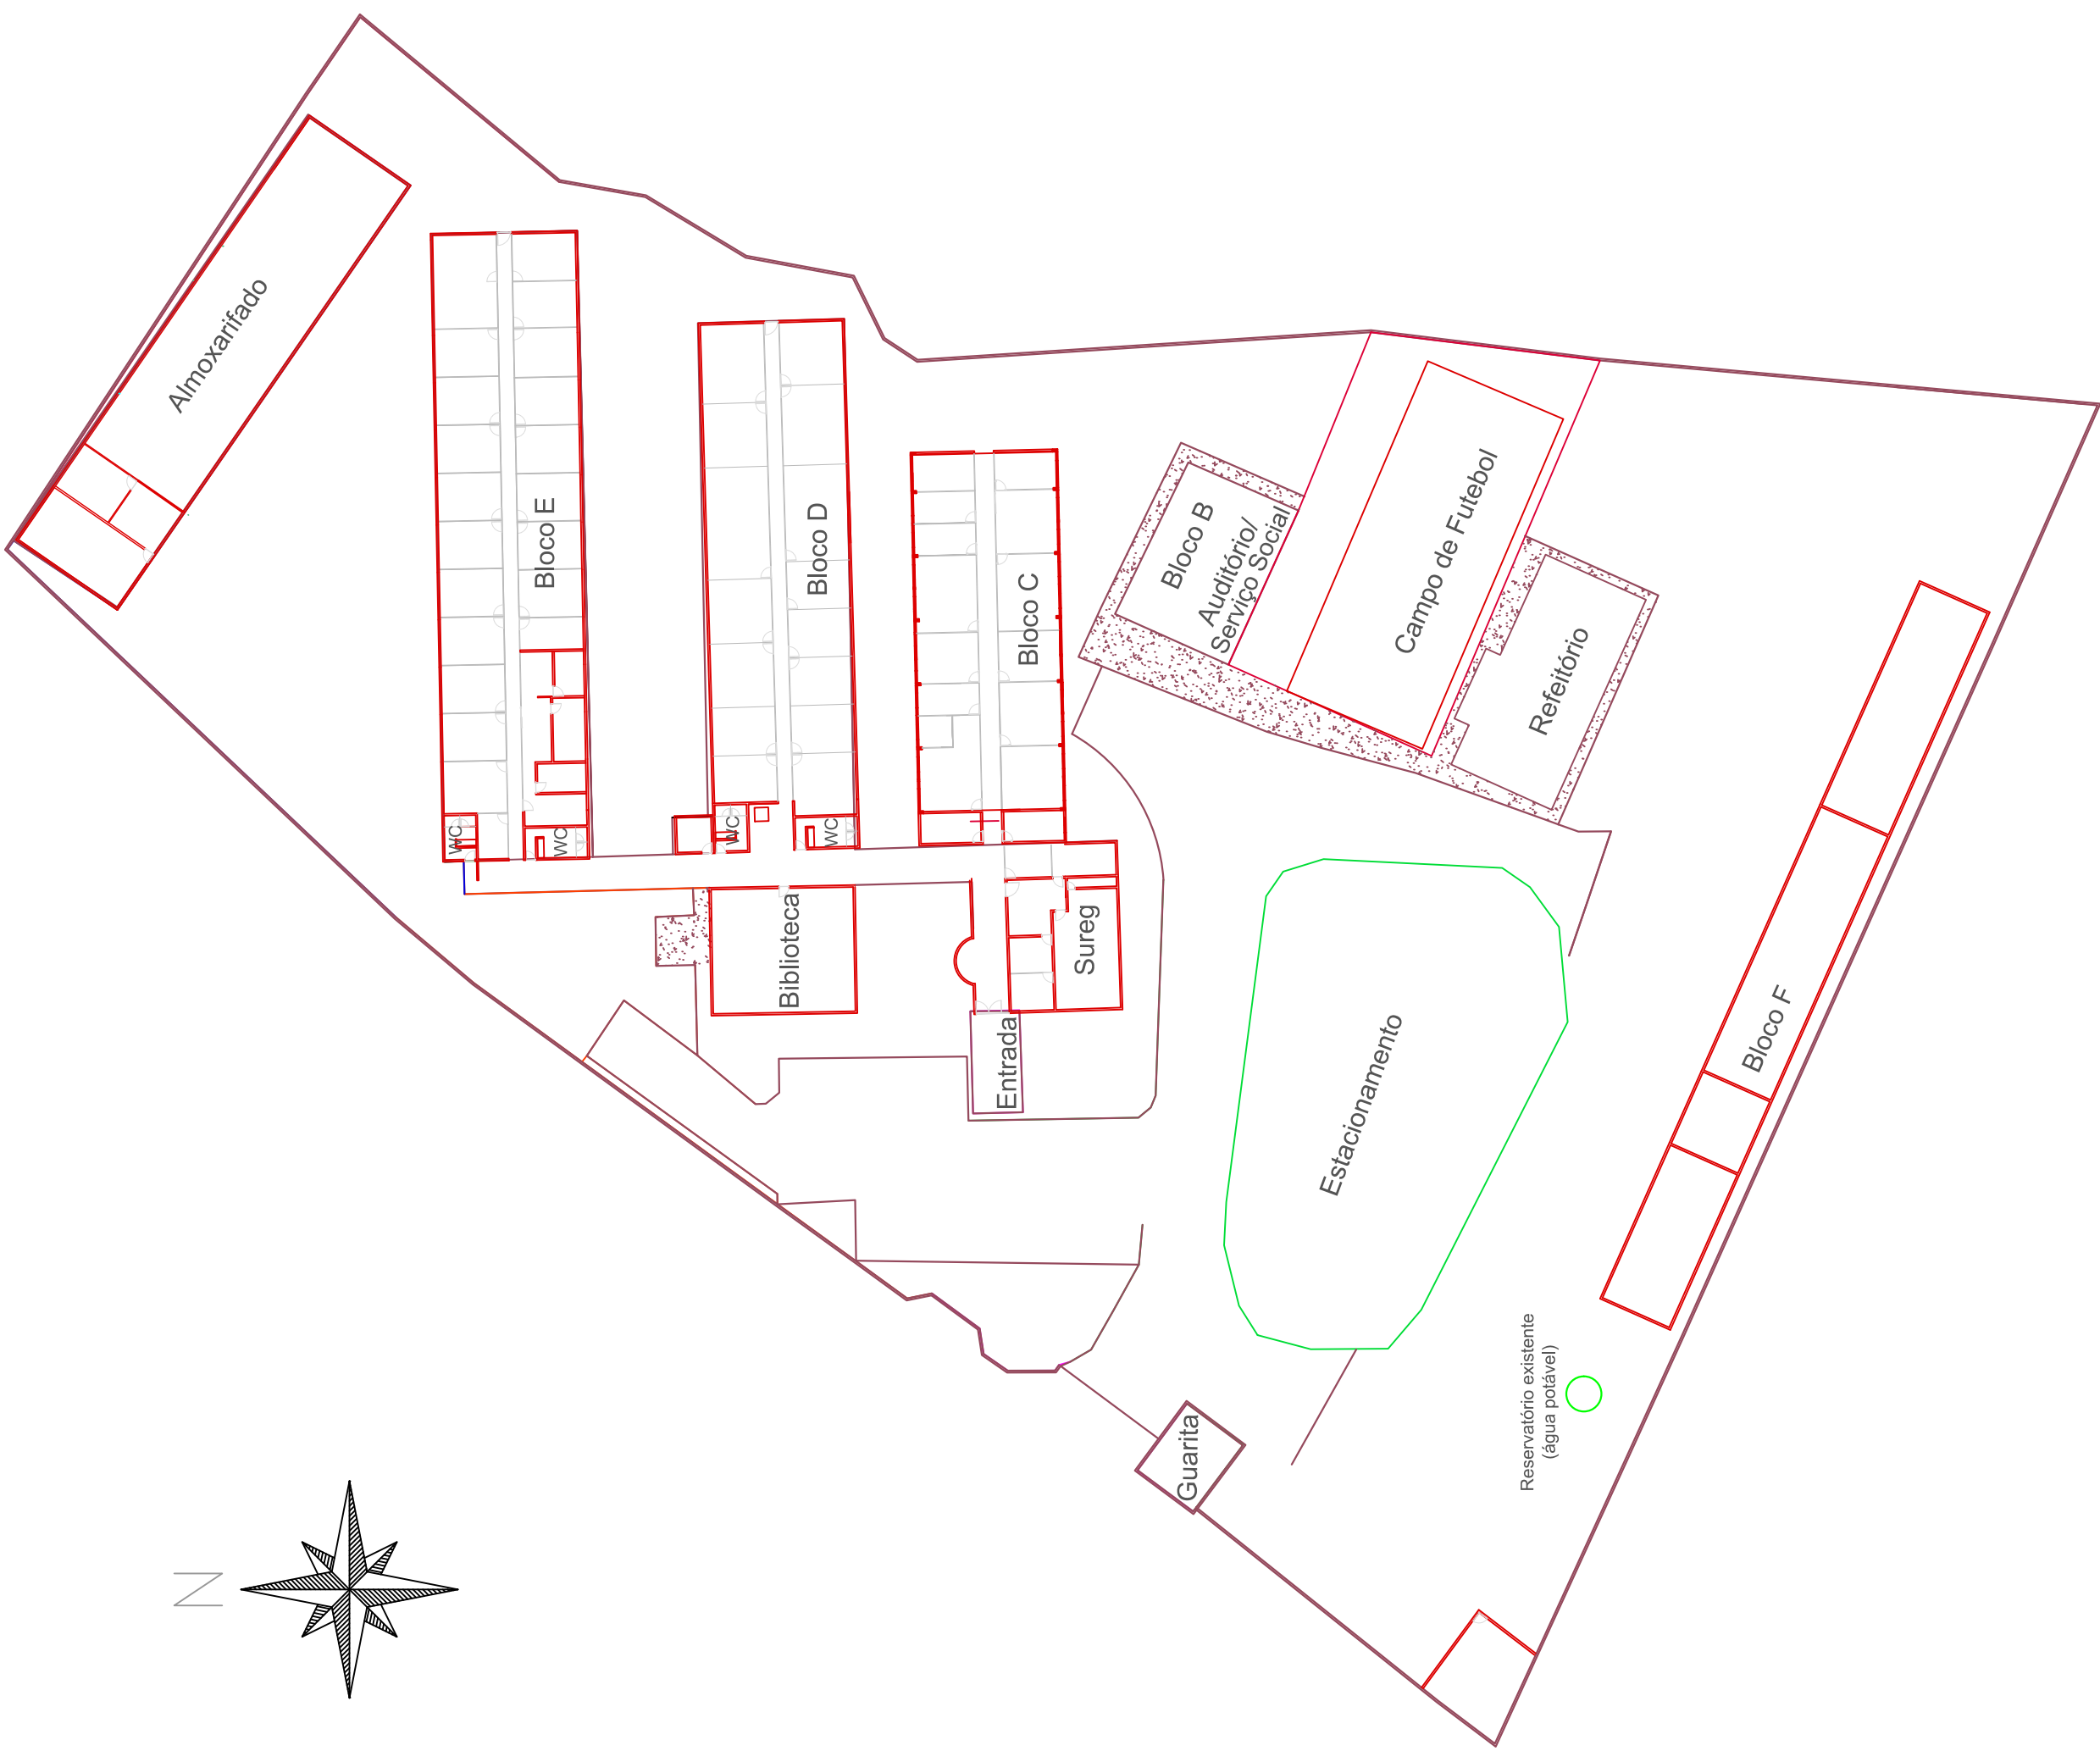 Almoxarifado
Bloco E
Bloco D
Bloco C
Bloco B
Auditório/
Serviço Social
Campo de Futebol
Refeitório
WC
WC
WC
WC
Biblioteca
Sureg
Entrada
Estacionamento
Bloco F
Reservatório existente
(água potável)
Guarita
N